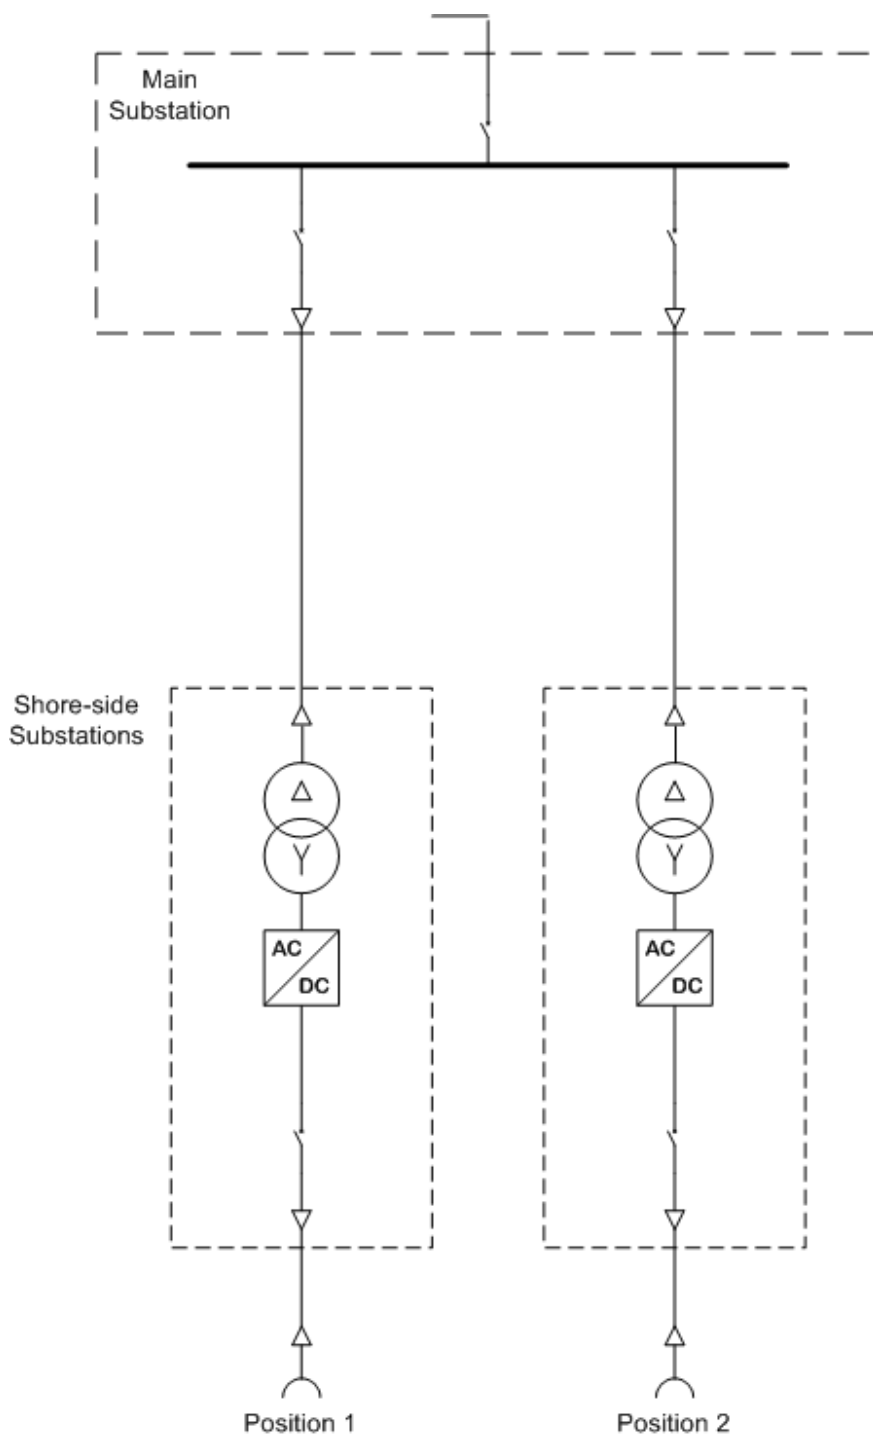 Main
Substation
Shore-side
Substations
AC
DC
AC
DC
Position 1
Position 2